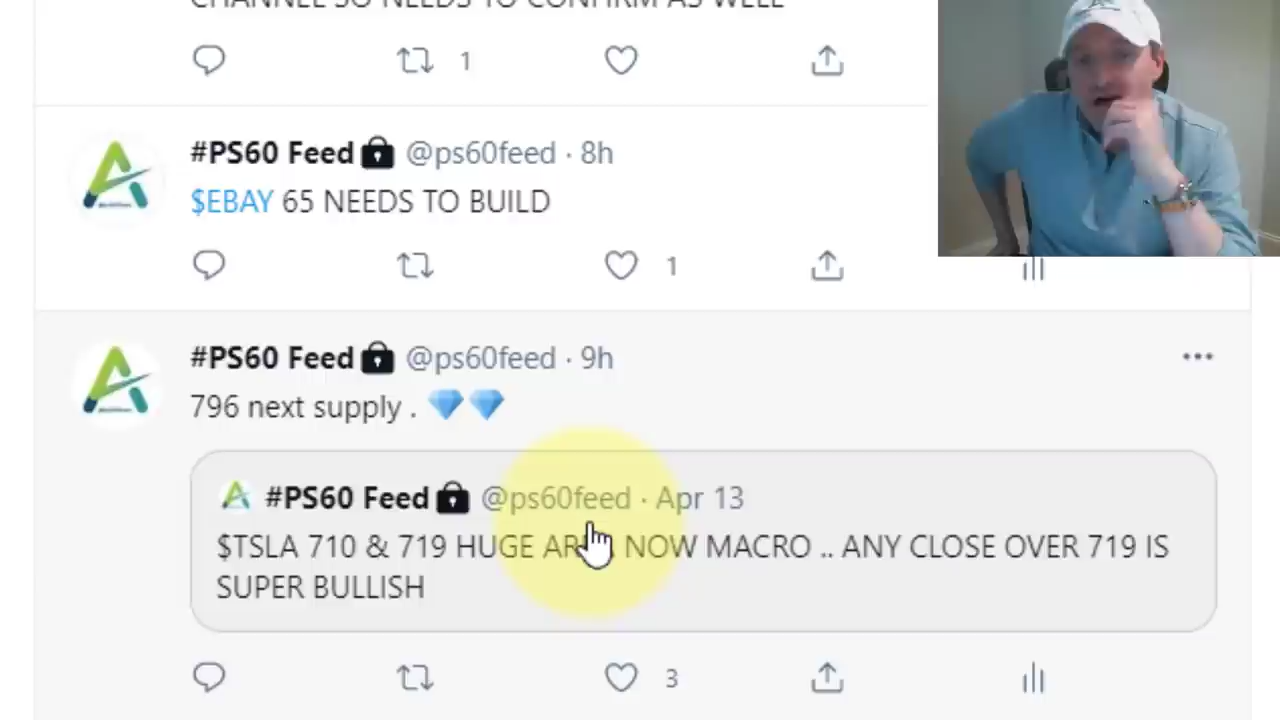 CHANNEL SO NEEDS TO CONFIRM AS WELL
1
#PS60 Feed @ps60feed · 8h
$EBAY 65 NEEDS TO BUILD
1
#PS60 Feed @ps60feed · 9h
796 next supply . 💎💎
#PS60 Feed @ps60feed · Apr 13
$TSLA 710 & 719 HUGE NOW MACRO .. ANY CLOSE OVER 719 IS
SUPER BULLISH
3